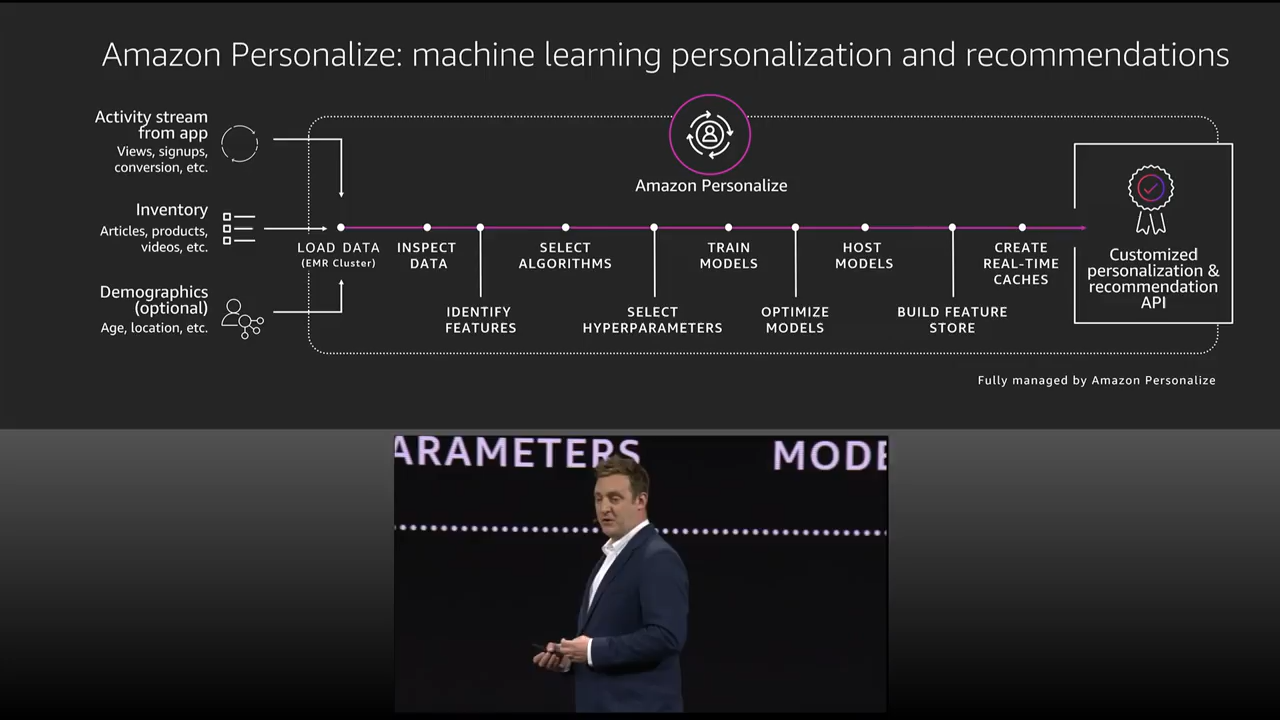 Amazon Personalize: machine learning personalization and recommendations
Activity stream
from app
Views, signups,
conversion, etc.
Inventory
Articles, products,
videos, etc.
Demographics
(optional)
Age, location, etc.
Amazon Personalize
LOAD DATA
(EMR Cluster)
INSPECT
DATA
IDENTIFY
FEATURES
SELECT
ALGORITHMS
SELECT
HYPERPARAMETERS
TRAIN
MODELS
OPTIMIZE
MODELS
HOST
MODELS
BUILD FEATURE
STORE
CREATE
REAL-TIME
CACHES
Customized
personalization &
recommendation
API
Fully managed by Amazon Personalize
ARAMETERS
MODE